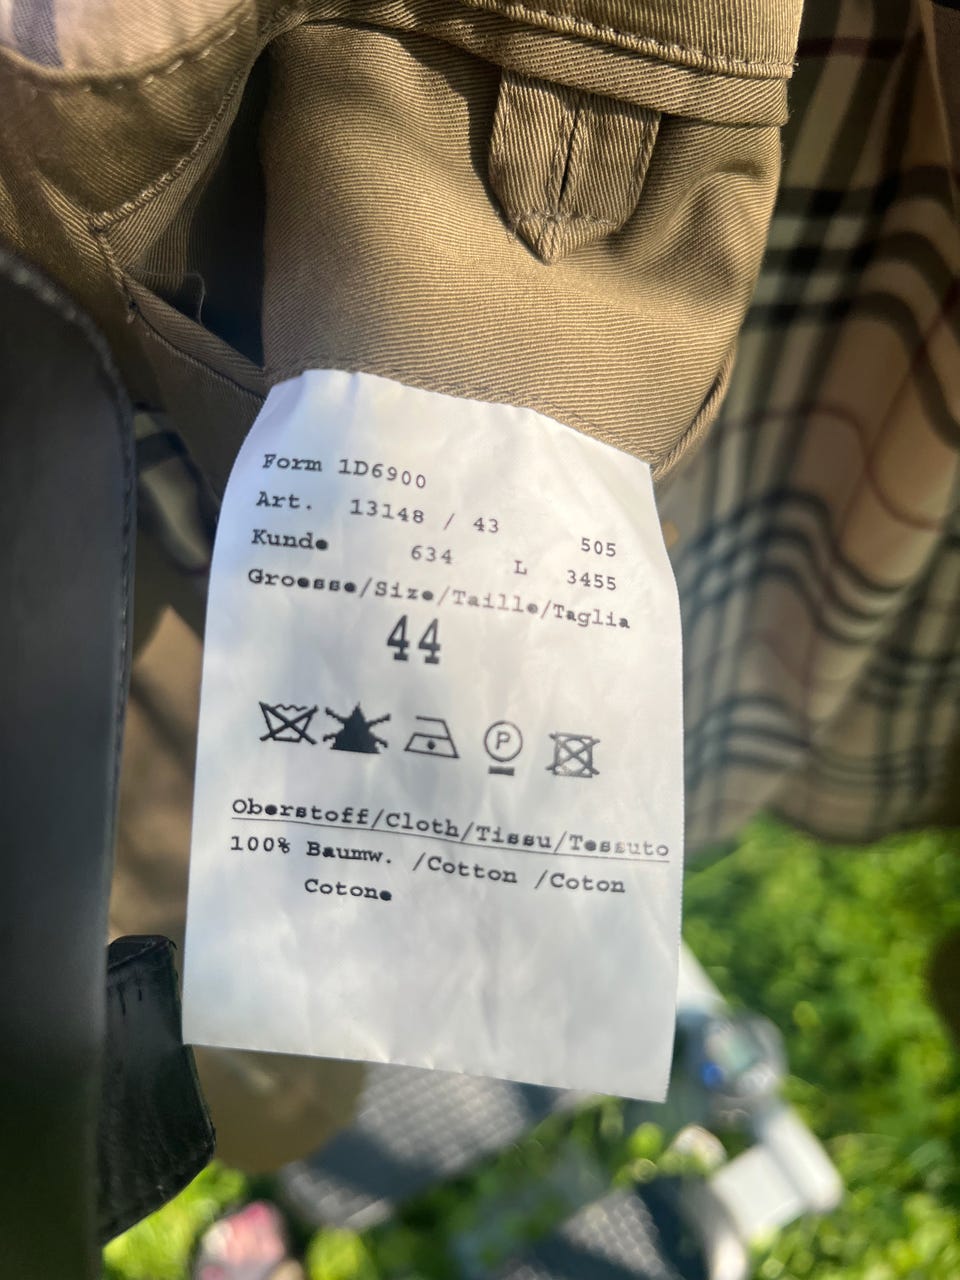 Form 1D6900
Art. 13148 / 43 505
Kunde 634 L 3455
Groesse/Size/Taille/Taglia
44
P
Oberstoff/Cloth/Tissu/Tessuto
100% Baumw. /Cotton /Coton
Cotone